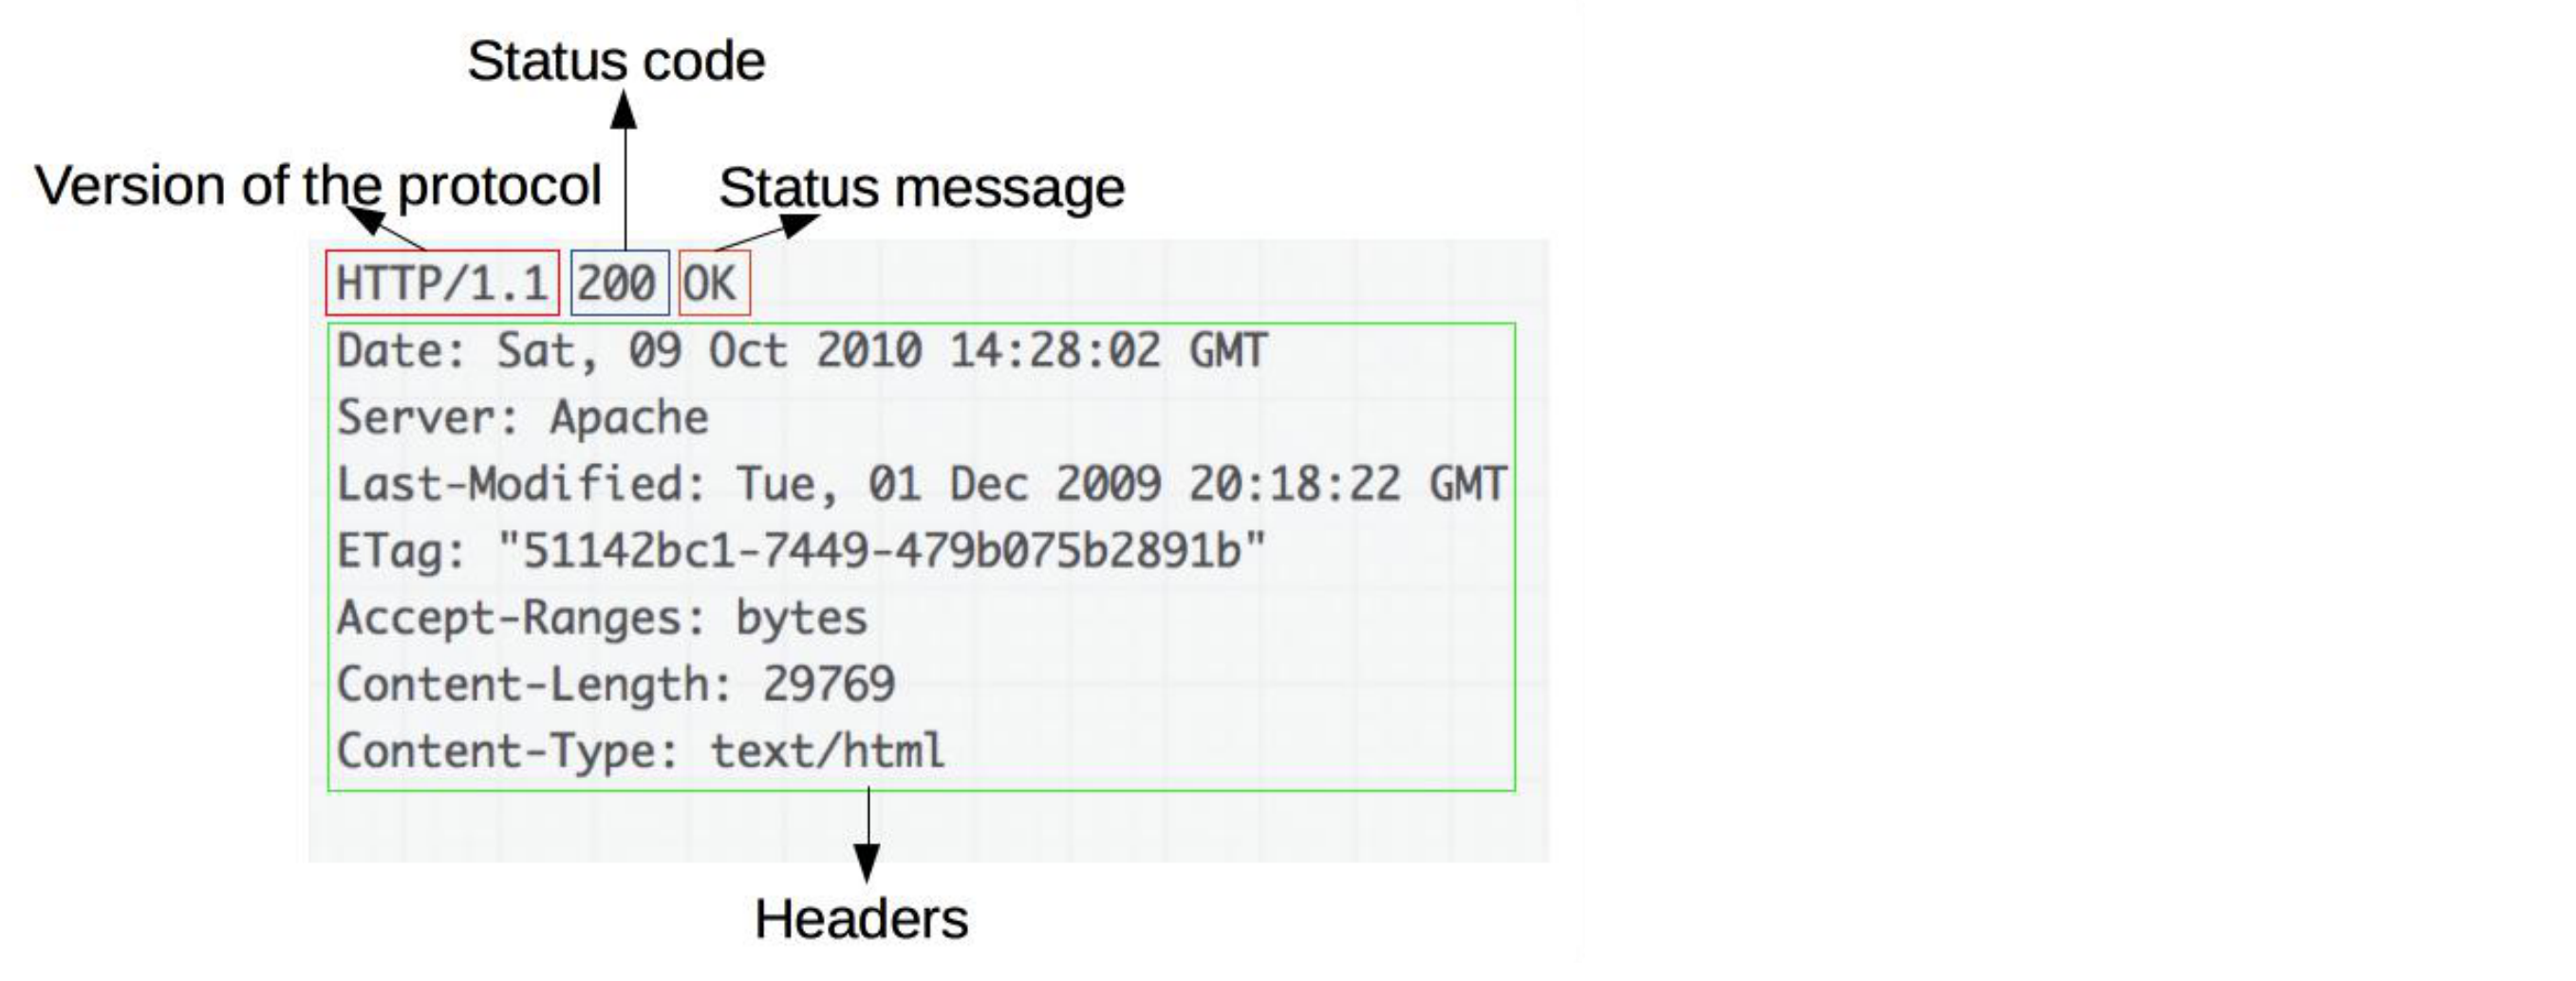 Status code
Version of the protocol
Status message
HTTP/1.1 200 OK
Date: Sat, 09 Oct 2010 14:28:02 GMT
Server: Apache
Last-Modified: Tue, 01 Dec 2009 20:18:22 GMT
ETag: "51142bc1-7449-479b075b2891b"
Accept-Ranges: bytes
Content-Length: 29769
Content-Type: text/html
Headers